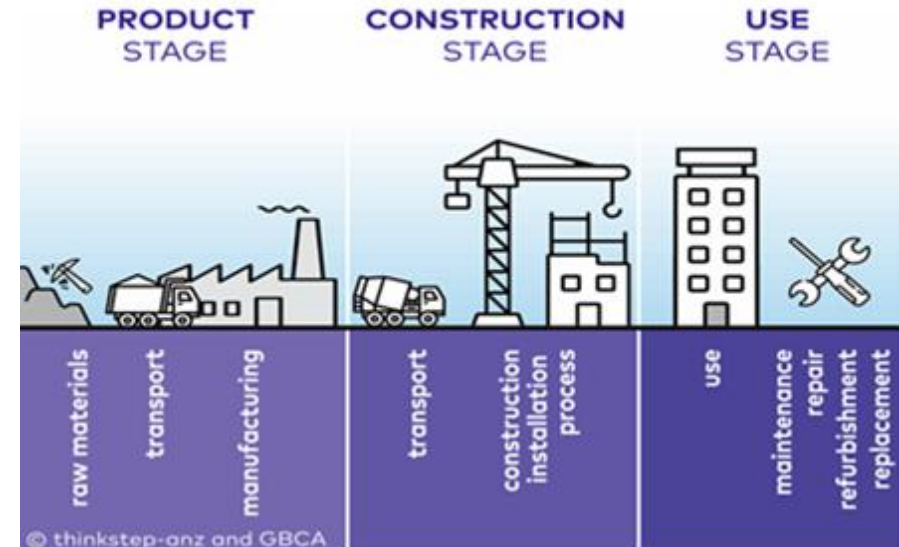 PRODUCT
STAGE
CONSTRUCTION
STAGE
USE
STAGE
raw materials
transport
manufacturing
transport
construction
installation
process
use
maintenance
repair
refurbishment
replacement
© thinkstep-anz and GBCA